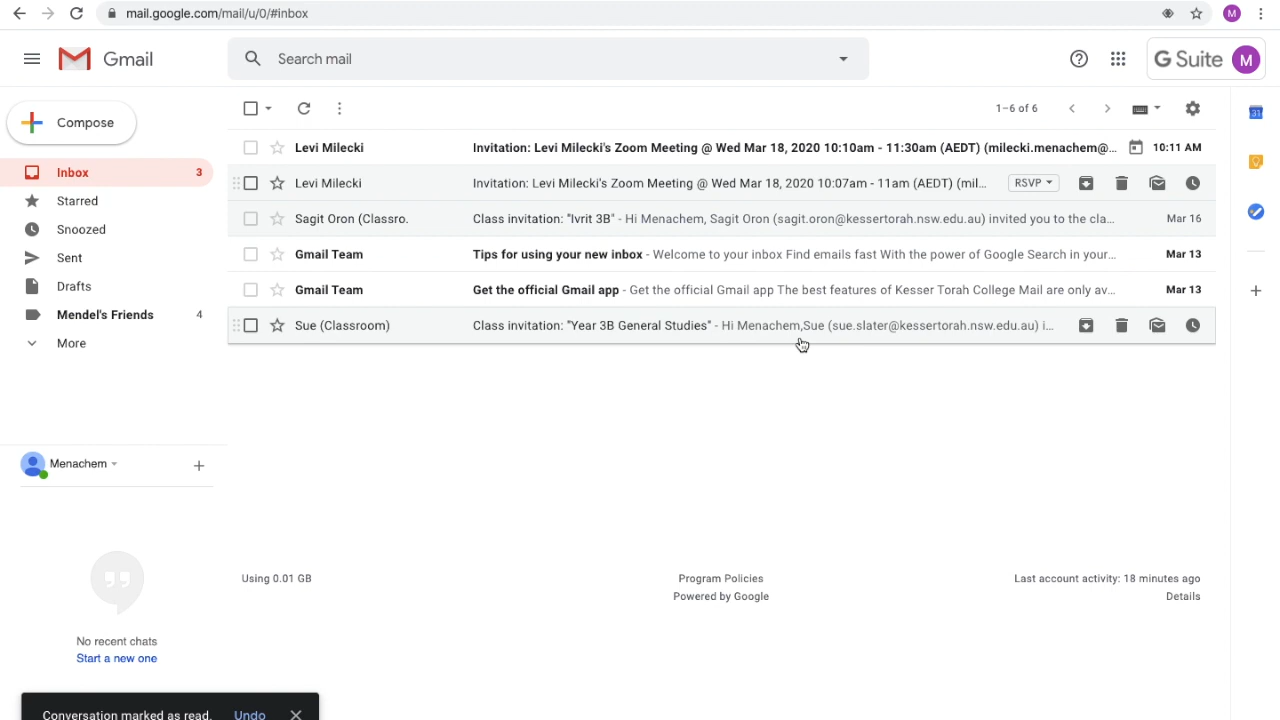 mail.google.com/mail/u/0/#inbox
M
Gmail
Search mail
G Suite
M
Compose
1–6 of 6
31
Inbox 3
Starred
Snoozed
Sent
Drafts
Mendel's Friends 4
More
Levi Milecki Invitation: Levi Milecki's Zoom Meeting @ Wed Mar 18, 2020 10:10am - 11:30am (AEDT) (milecki.menachem@... 10:11 AM
Levi Milecki Invitation: Levi Milecki's Zoom Meeting @ Wed Mar 18, 2020 10:07am - 11am (AEDT) (mil... RSVP
Sagit Oron (Classro. Class invitation: "Ivrit 3B" - Hi Menachem, Sagit Oron (sagit.oron@kessertorah.nsw.edu.au) invited you to the cla... Mar 16
Gmail Team Tips for using your new inbox - Welcome to your inbox Find emails fast With the power of Google Search in your... Mar 13
Gmail Team Get the official Gmail app - Get the official Gmail app The best features of Kesser Torah College Mail are only av... Mar 13
Sue (Classroom) Class invitation: "Year 3B General Studies" - Hi Menachem,Sue (sue.slater@kessertorah.nsw.edu.au) i...
Menachem
No recent chats
Start a new one
Using 0.01 GB
Program Policies
Powered by Google
Last account activity: 18 minutes ago
Details
Conversation marked as read. Undo